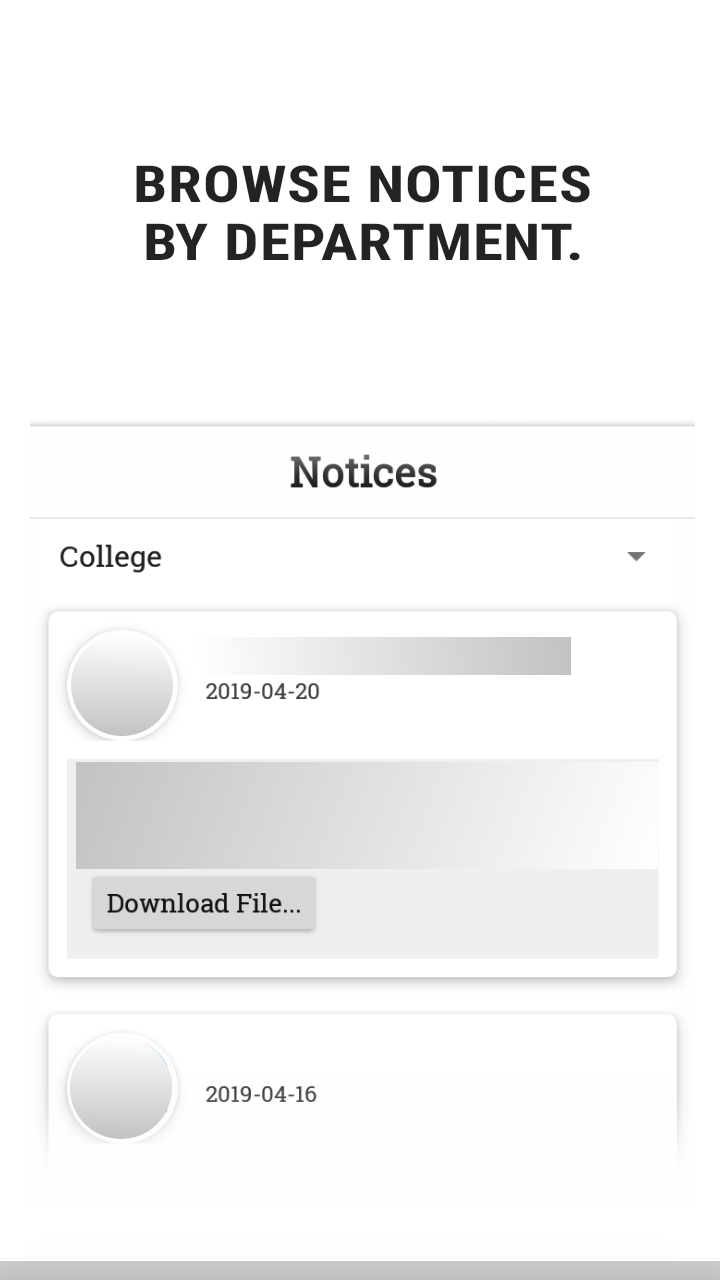 BROWSE NOTICES
BY DEPARTMENT.
Notices
College
2019-04-20
Download File...
2019-04-16